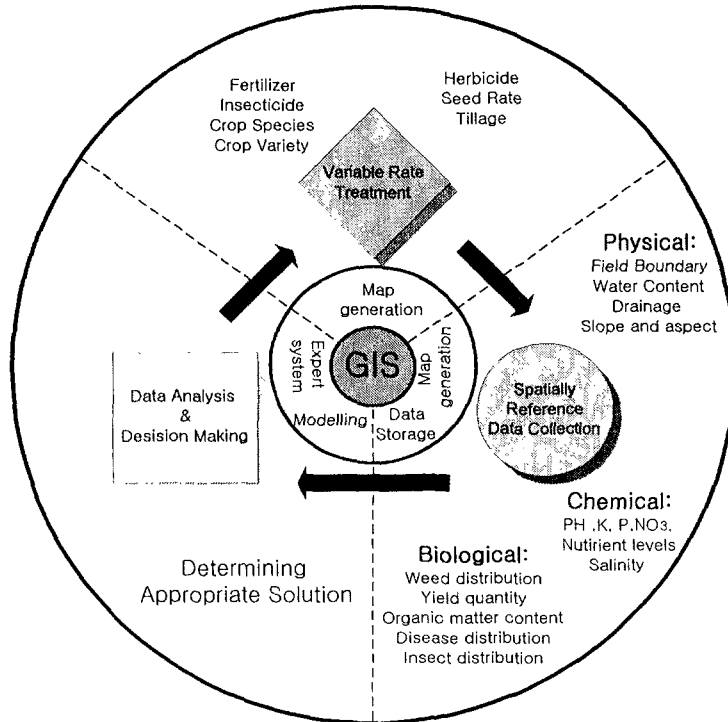 Fertilizer
Insecticide
Crop Species
Crop Variety
Herbicide
Seed Rate
Tillage
Variable Rate
Treatment
Physical:
Field Boundary
Water Content
Drainage
Slope and aspect
Map
generation
Expert
system
GIS
Map
generation
Modelling
Data
Storage
Data Analysis
&
Desision Making
Spatially
Reference
Data Collection
Chemical:
PH .K, P.NO3,
Nutirient levels
Salinity
Biological:
Weed distribution
Yield quantity
Organic matter content
Disease distribution
Insect distribution
Determining
Appropriate Solution